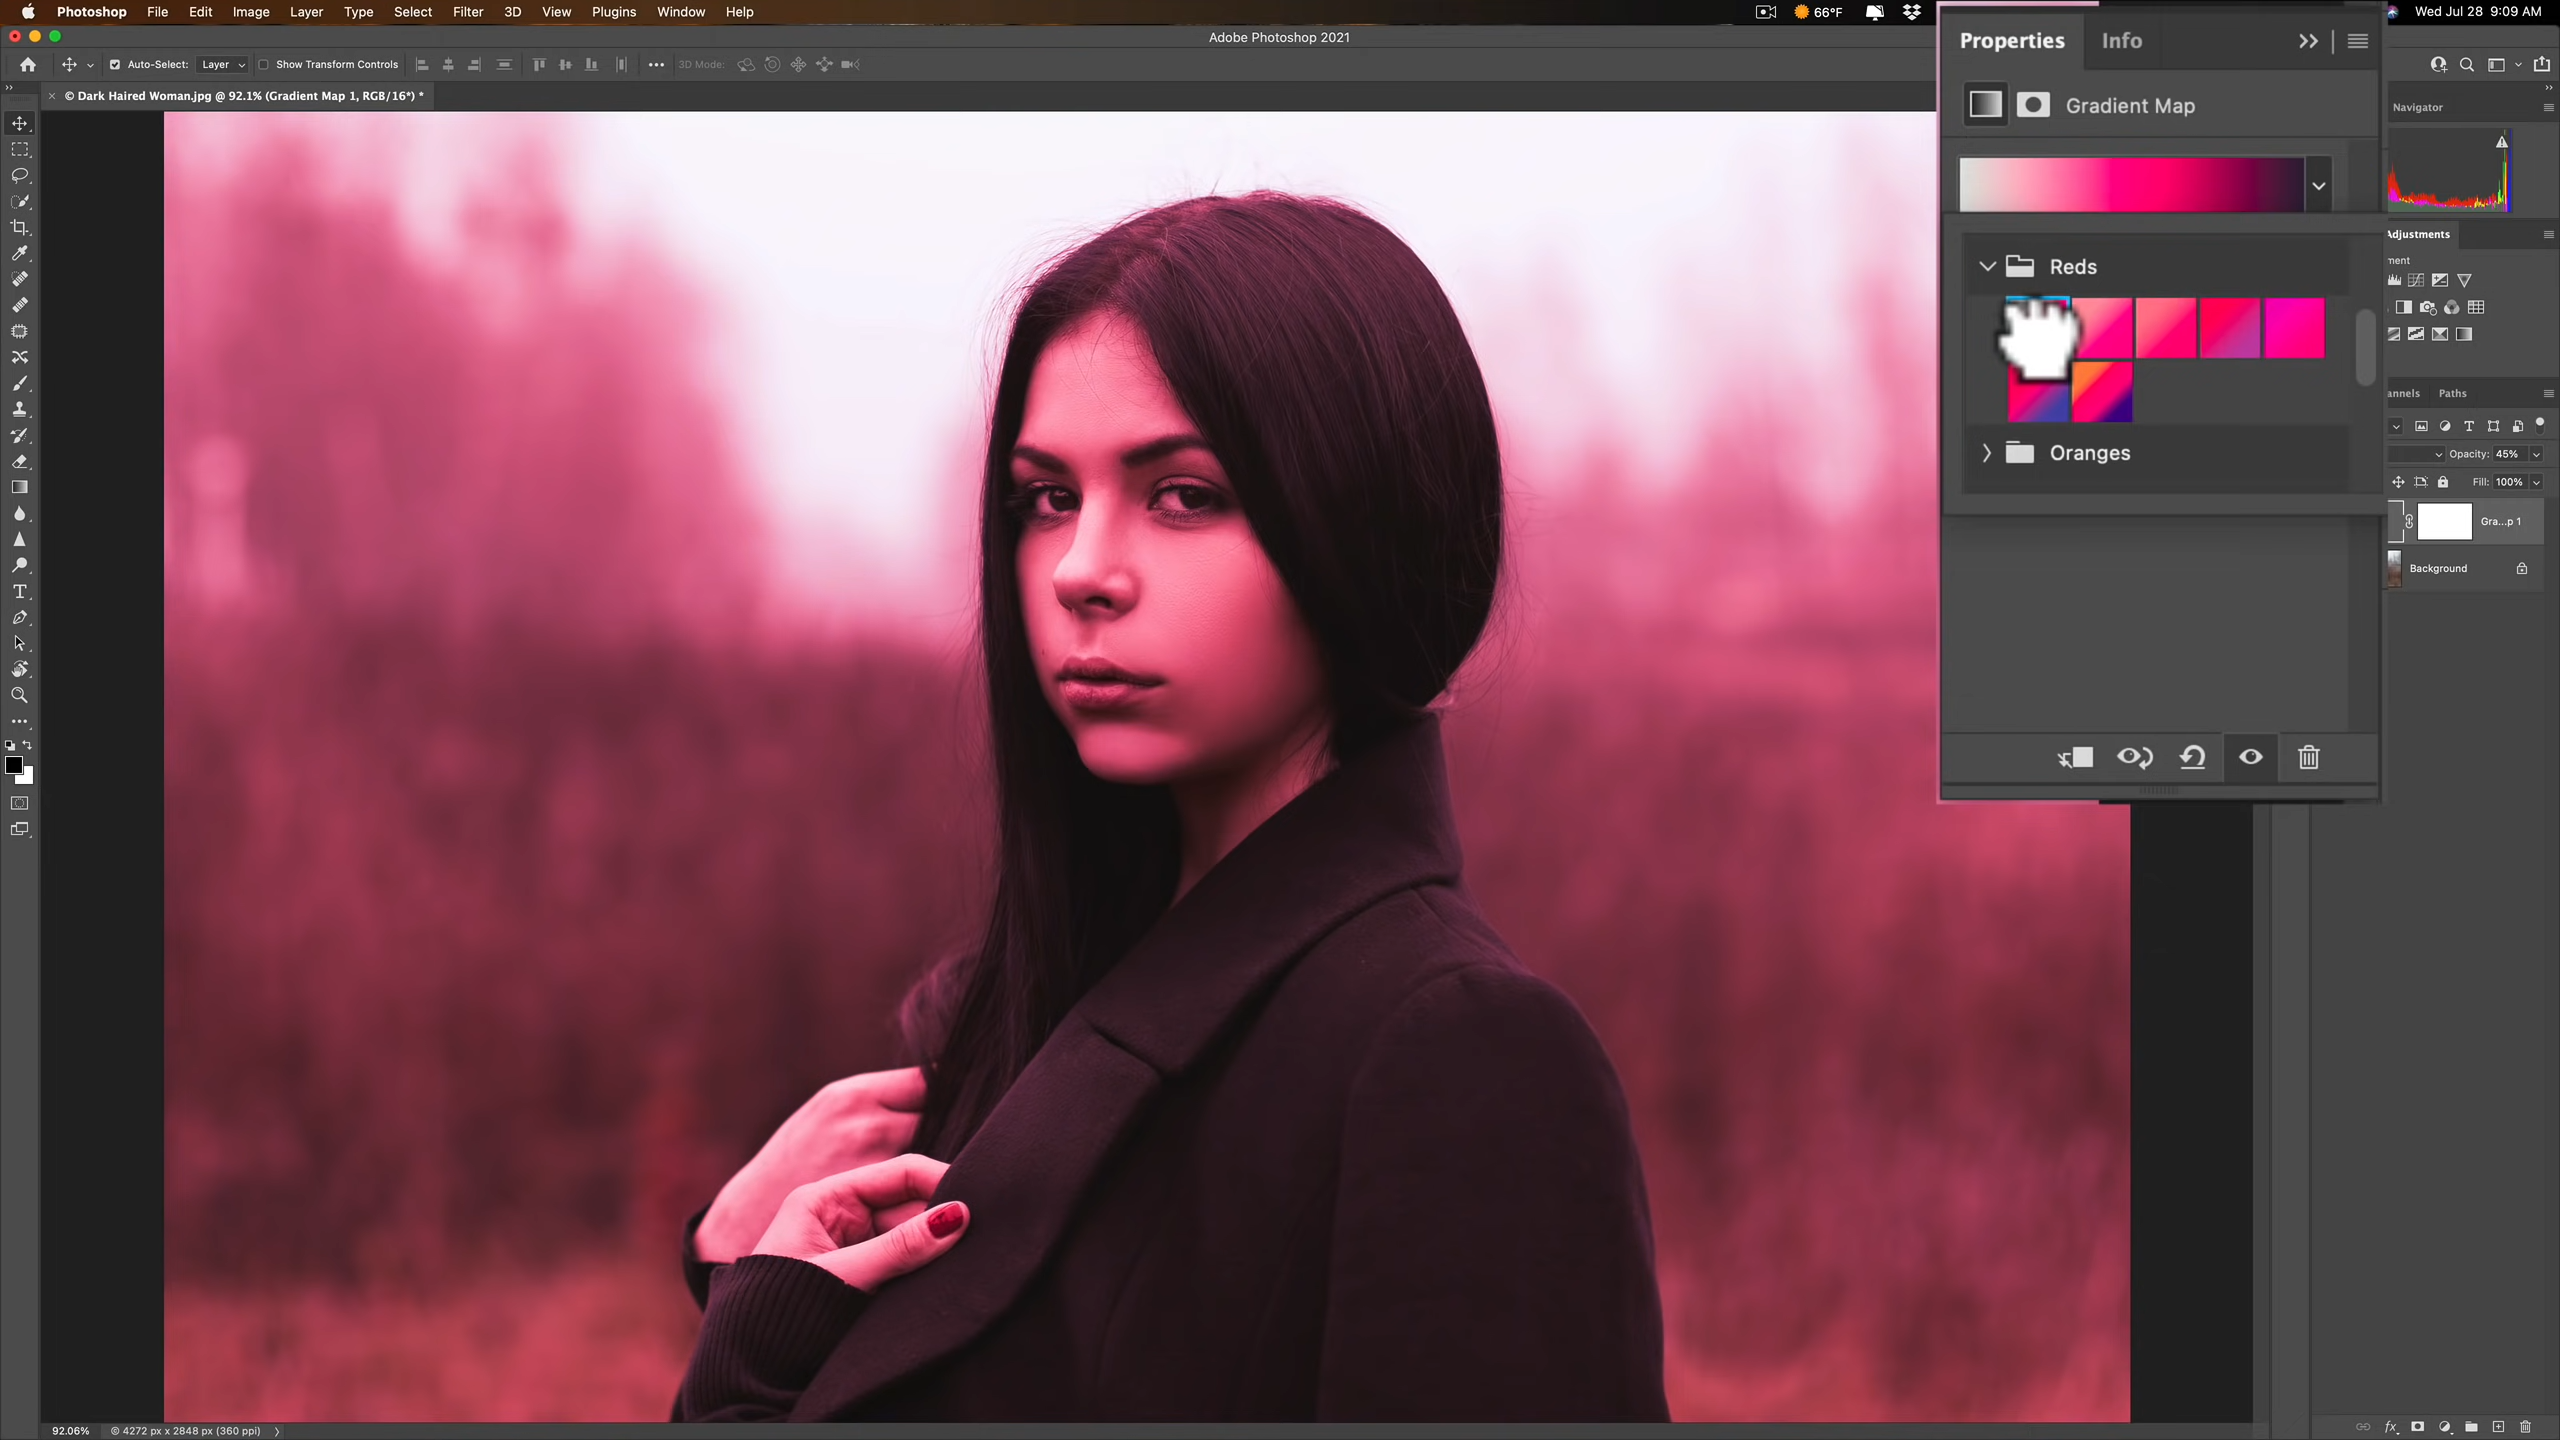 Photoshop File Edit Image Layer Type Select Filter 3D View Plugins Window Help 66°F Wed Jul 28 9:09 AM
Adobe Photoshop 2021
Auto-Select: Layer Show Transform Controls 3D Mode:
© Dark Haired Woman.jpg @ 92.1% (Gradient Map 1, RGB/16*) *
Properties Info
Gradient Map
Reds
Oranges
Navigator
Adjustments
ment
annels Paths
Opacity: 45%
Fill: 100%
Gra...p 1
Background
92.06% © 4272 px x 2848 px (360 ppi)